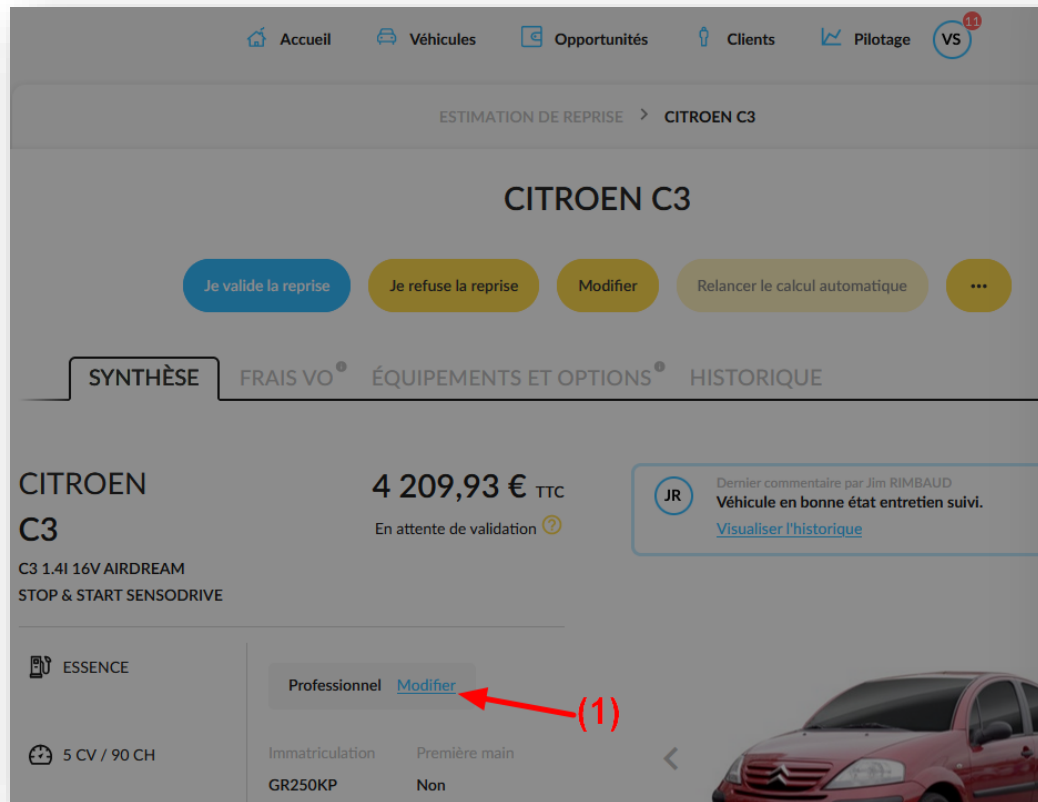 Accueil Véhicules Opportunités Clients Pilotage VS 11
ESTIMATION DE REPRISE > CITROEN C3
CITROEN C3
Je valide la reprise Je refuse la reprise Modifier Relancer le calcul automatique ...
SYNTHÈSE FRAIS VO ÉQUIPEMENTS ET OPTIONS HISTORIQUE
CITROEN
C3
C3 1.4I 16V AIRDREAM
STOP & START SENSODRIVE
4 209,93 € TTC
En attente de validation ?
JR
Dernier commentaire par Jim RIMBAUD
Véhicule en bonne état entretien suivi.
Visualiser l'historique
ESSENCE
5 CV / 90 CH
Professionnel Modifier
(1)
Immatriculation Première main
GR250KP Non